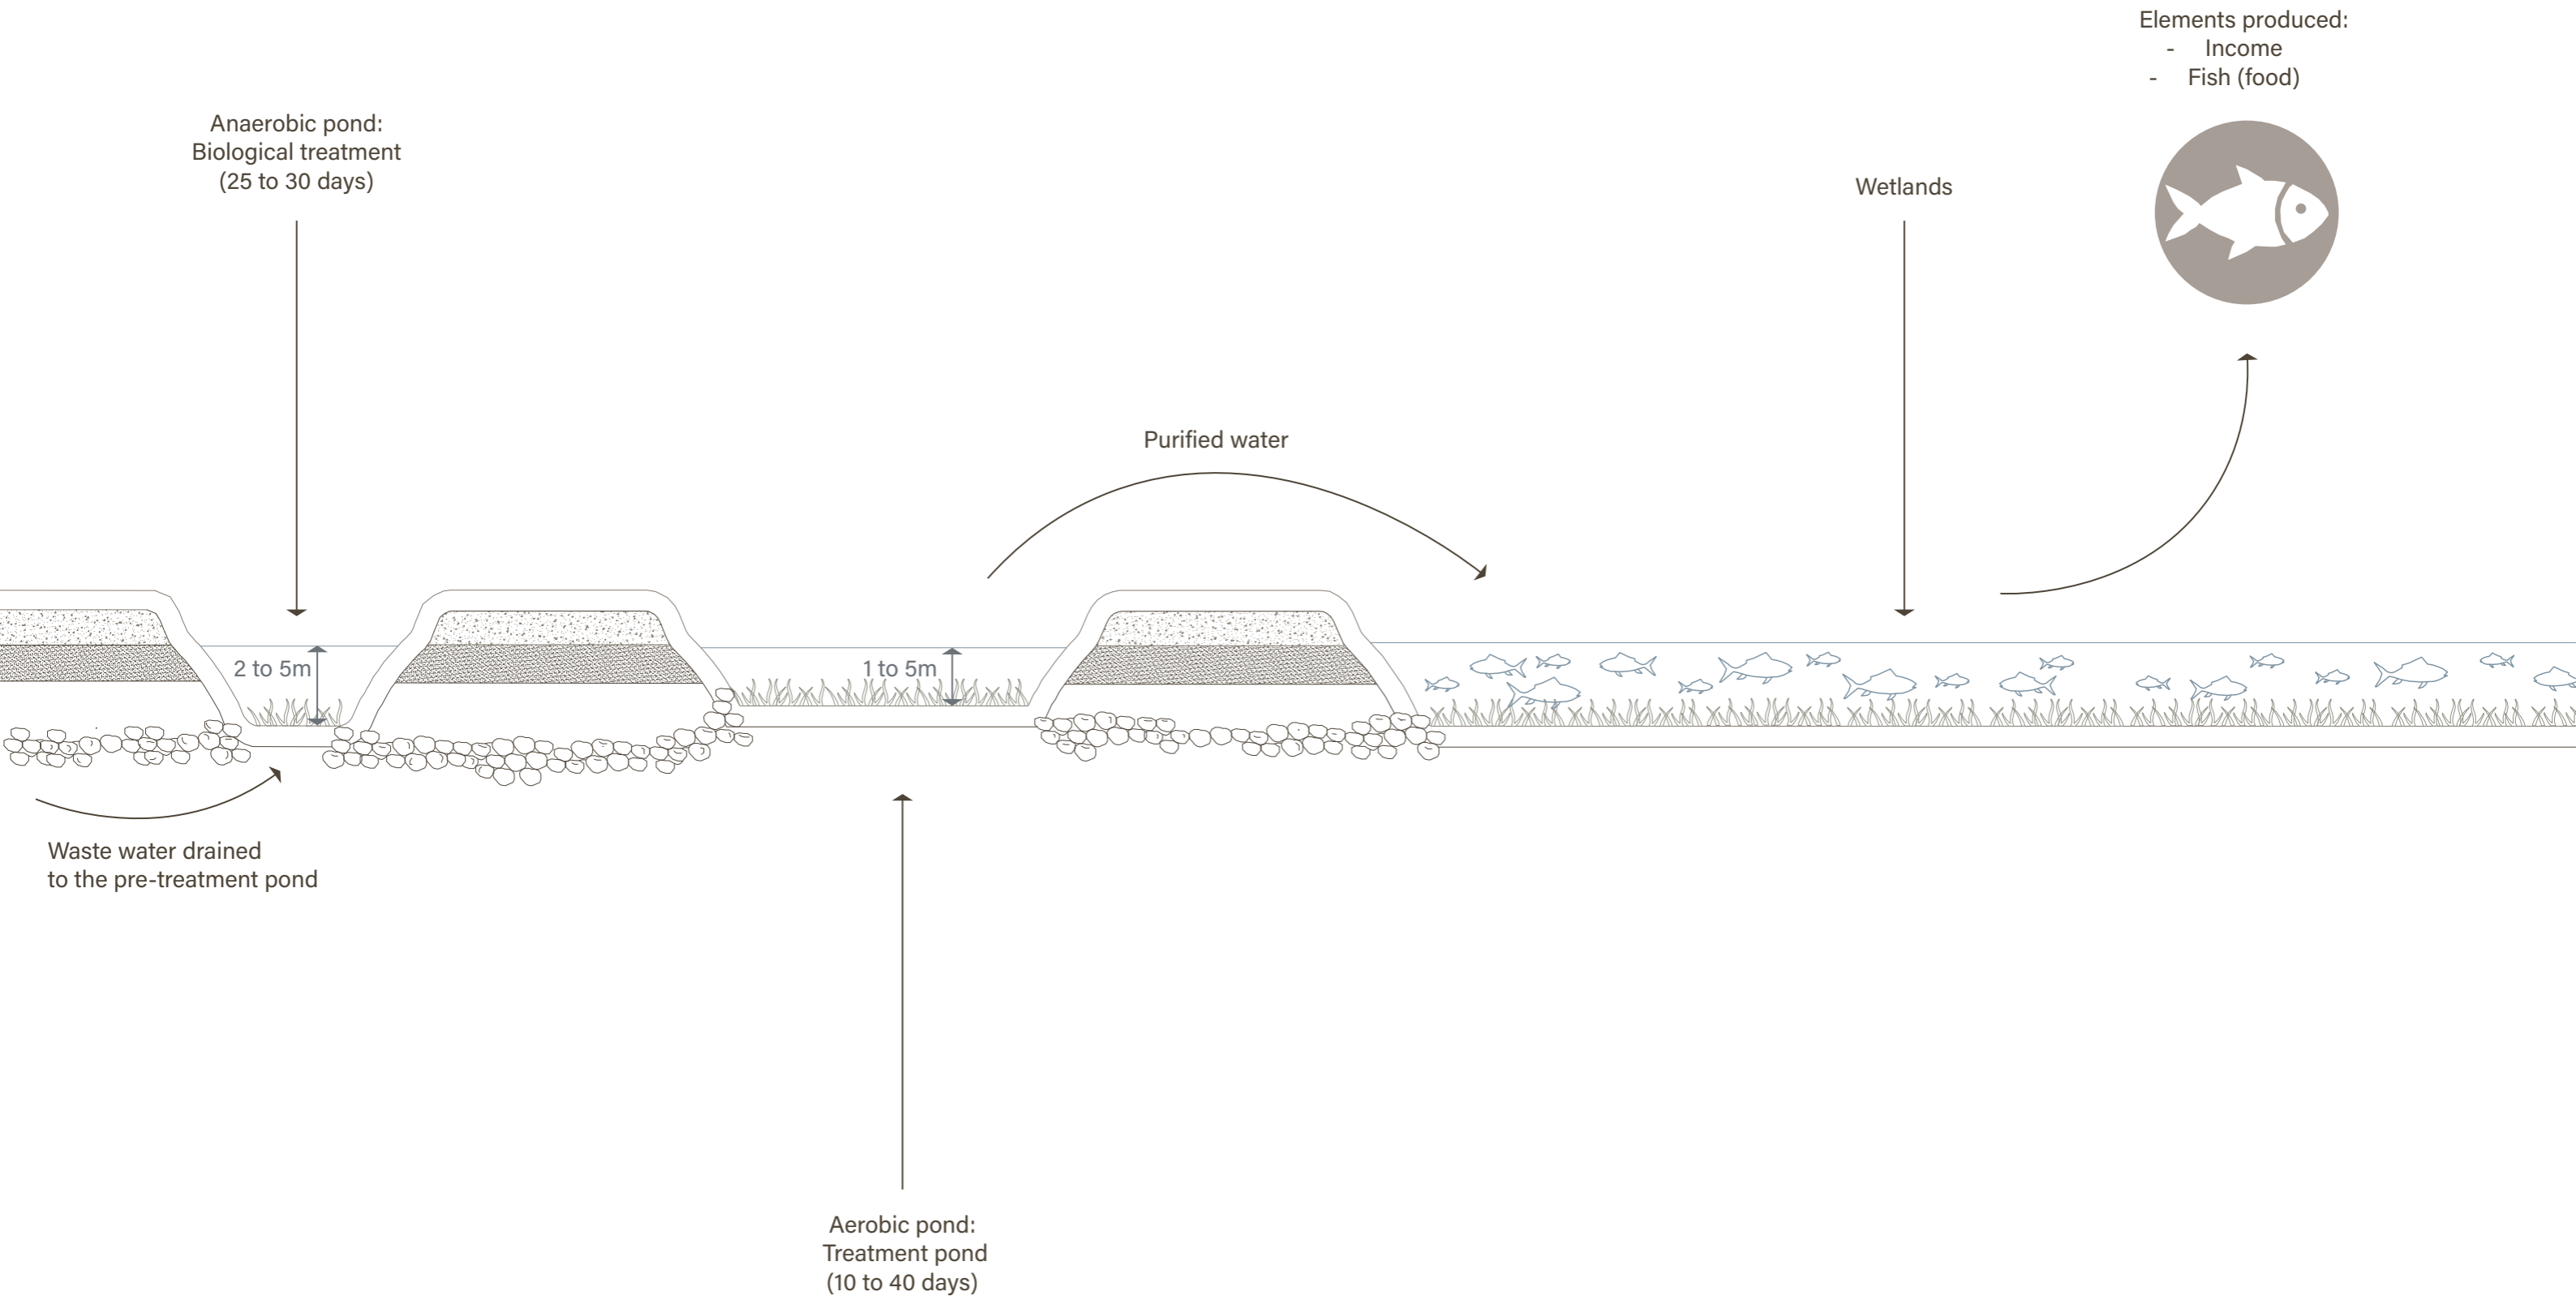 Elements produced:
- Income
- Fish (food)
Anaerobic pond:
Biological treatment
(25 to 30 days)
Wetlands
Purified water
2 to 5m
1 to 5m
Waste water drained
to the pre-treatment pond
Aerobic pond:
Treatment pond
(10 to 40 days)